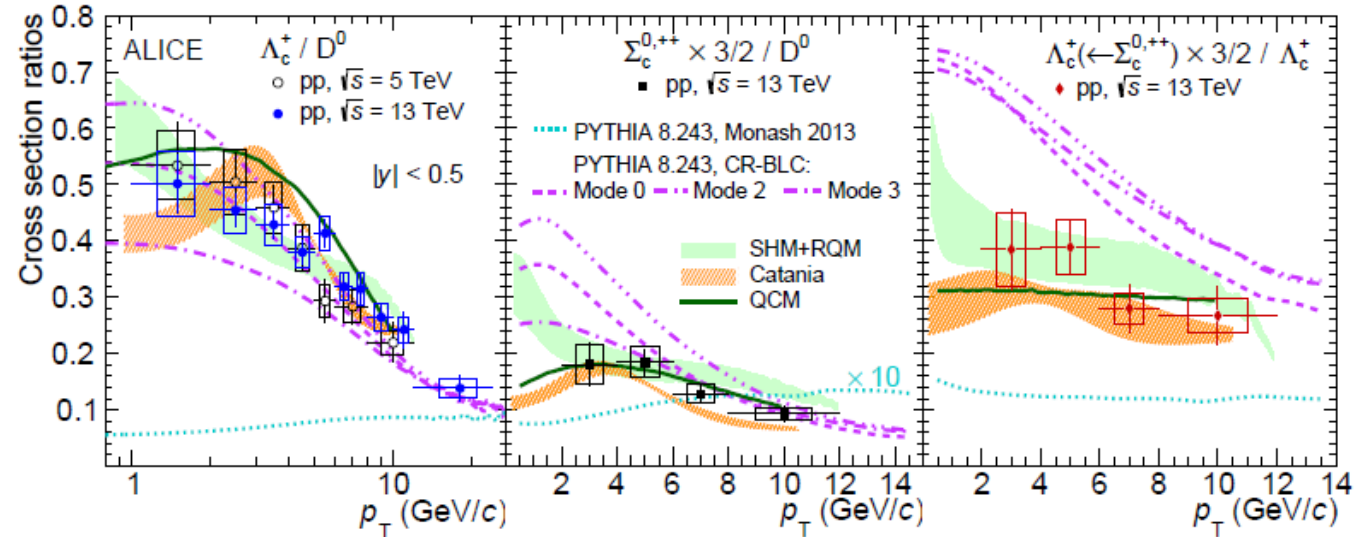 Cross section ratios
0.8
0.7
0.6
0.5
0.4
0.3
0.2
0.1
ALICE
Λc⁺ / D⁰
pp, √s = 5 TeV
pp, √s = 13 TeV
|y| < 0.5
1
10
pT (GeV/c)
Σc⁰,⁺⁺ × 3/2 / D⁰
pp, √s = 13 TeV
PYTHIA 8.243, Monash 2013
PYTHIA 8.243, CR-BLC:
Mode 0 Mode 2 Mode 3
SHM+RQM
Catania
QCM
× 10
2 4 6 8 10 12
pT (GeV/c)
Λc⁺(←Σc⁰,⁺⁺) × 3/2 / Λc⁺
pp, √s = 13 TeV
2 4 6 8 10 12 14
pT (GeV/c)